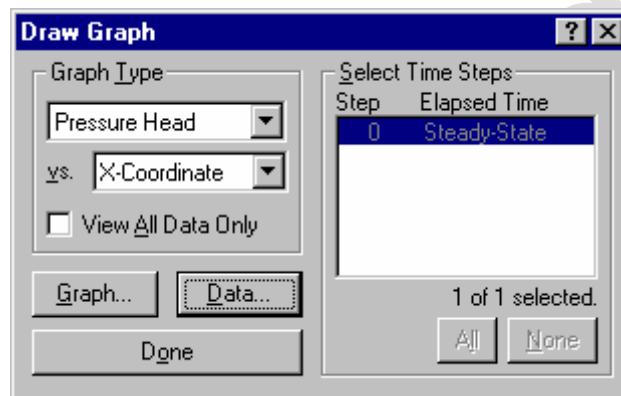 Draw Graph
Graph Type
Pressure Head
vs. X-Coordinate
View All Data Only
Graph... Data...
Done
Select Time Steps
Step Elapsed Time
0 Steady-State
1 of 1 selected.
All None